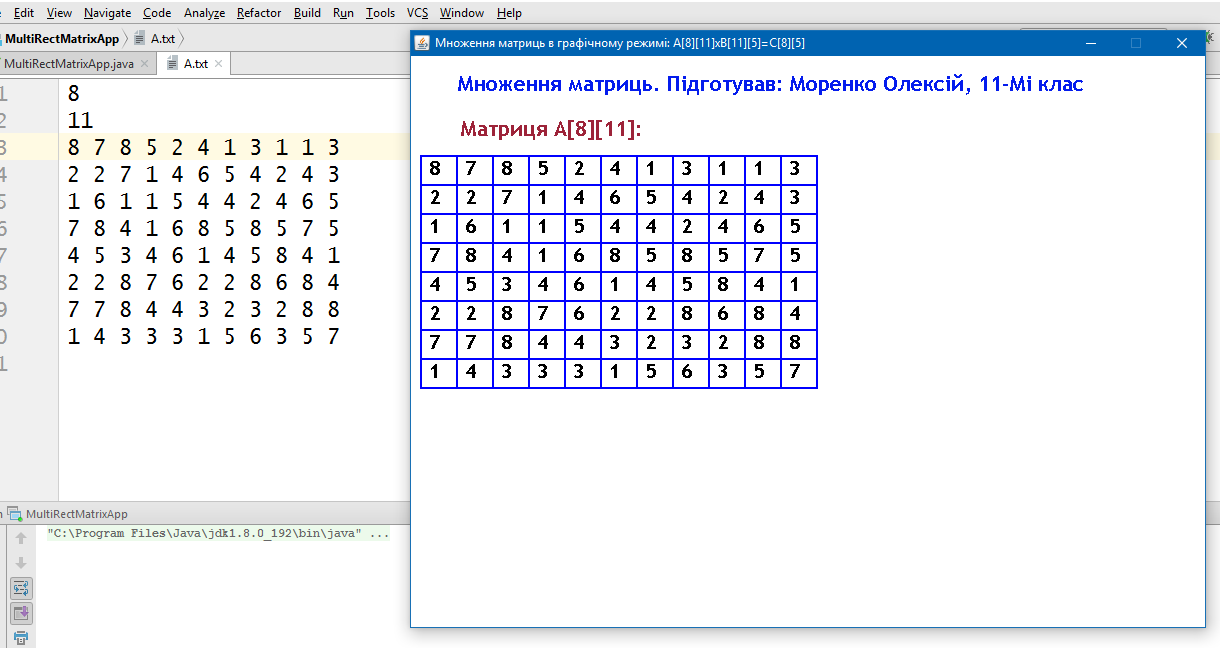 Edit View Navigate Code Analyze Refactor Build Run Tools VCS Window Help
MultiRectMatrixApp A.txt
MultiRectMatrixApp.java A.txt
8
11
8 7 8 5 2 4 1 3 1 1 3
2 2 7 1 4 6 5 4 2 4 3
1 6 1 1 5 4 4 2 4 6 5
7 8 4 1 6 8 5 8 5 7 5
4 5 3 4 6 1 4 5 8 4 1
2 2 8 7 6 2 2 8 6 8 4
7 7 8 4 4 3 2 3 2 8 8
1 4 3 3 3 1 5 6 3 5 7
Множення матриць в графічному режимі: A[8][11]xB[11][5]=C[8][5]
Множення матриць. Підготував: Моренко Олексій, 11-Мі клас
Матриця A[8][11]:
8 7 8 5 2 4 1 3 1 1 3
2 2 7 1 4 6 5 4 2 4 3
1 6 1 1 5 4 4 2 4 6 5
7 8 4 1 6 8 5 8 5 7 5
4 5 3 4 6 1 4 5 8 4 1
2 2 8 7 6 2 2 8 6 8 4
7 7 8 4 4 3 2 3 2 8 8
1 4 3 3 3 1 5 6 3 5 7
MultiRectMatrixApp
"C:\Program Files\Java\jdk1.8.0_192\bin\java" ...